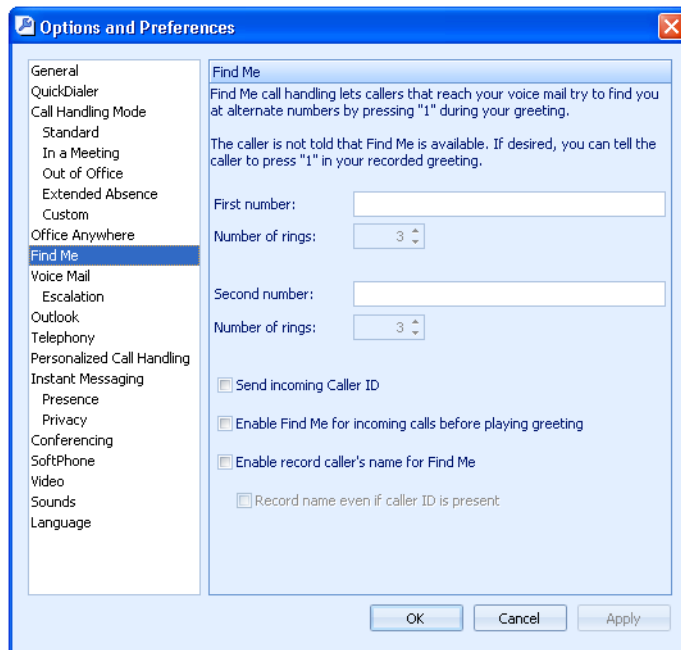 Options and Preferences
General
QuickDialer
Call Handling Mode
Standard
In a Meeting
Out of Office
Extended Absence
Custom
Office Anywhere
Find Me
Voice Mail
Escalation
Outlook
Telephony
Personalized Call Handling
Instant Messaging
Presence
Privacy
Conferencing
SoftPhone
Video
Sounds
Language
Find Me
Find Me call handling lets callers that reach your voice mail try to find you
at alternate numbers by pressing "1" during your greeting.
The caller is not told that Find Me is available. If desired, you can tell the
caller to press "1" in your recorded greeting.
First number:
Number of rings: 3
Second number:
Number of rings: 3
Send incoming Caller ID
Enable Find Me for incoming calls before playing greeting
Enable record caller's name for Find Me
Record name even if caller ID is present
OK Cancel Apply